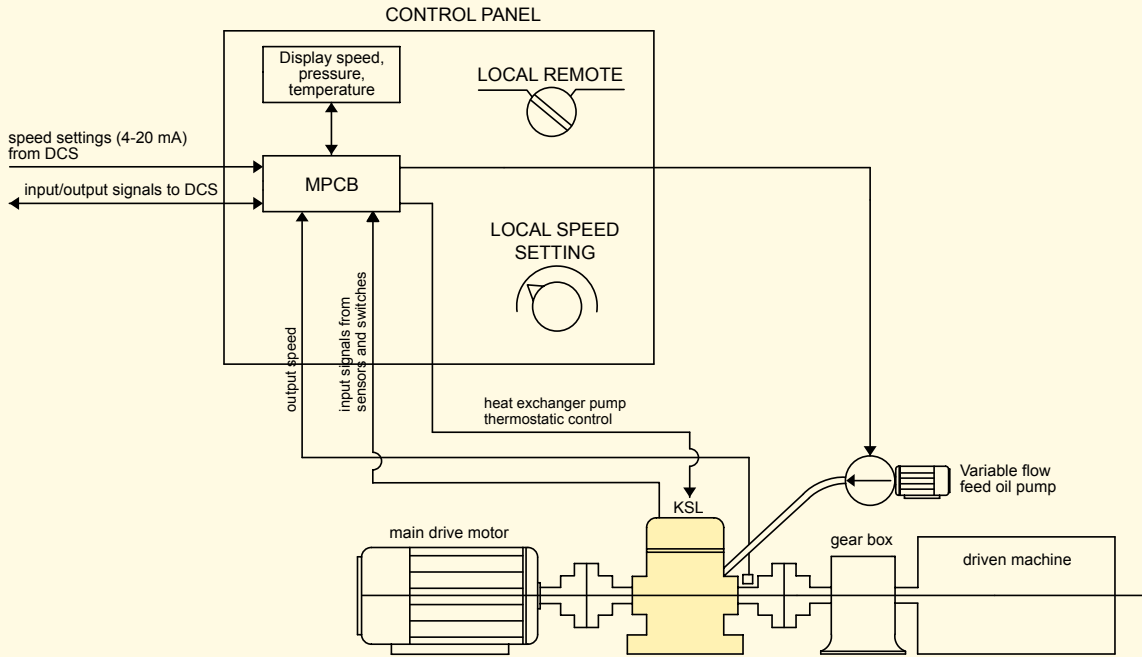 CONTROL PANEL
Display speed,
pressure,
temperature
LOCAL REMOTE
speed settings (4-20 mA)
from DCS
input/output signals to DCS
MPCB
LOCAL SPEED
SETTING
output speed
input signals from
sensors and switches
heat exchanger pump
thermostatic control
Variable flow
feed oil pump
KSL
main drive motor
gear box
driven machine